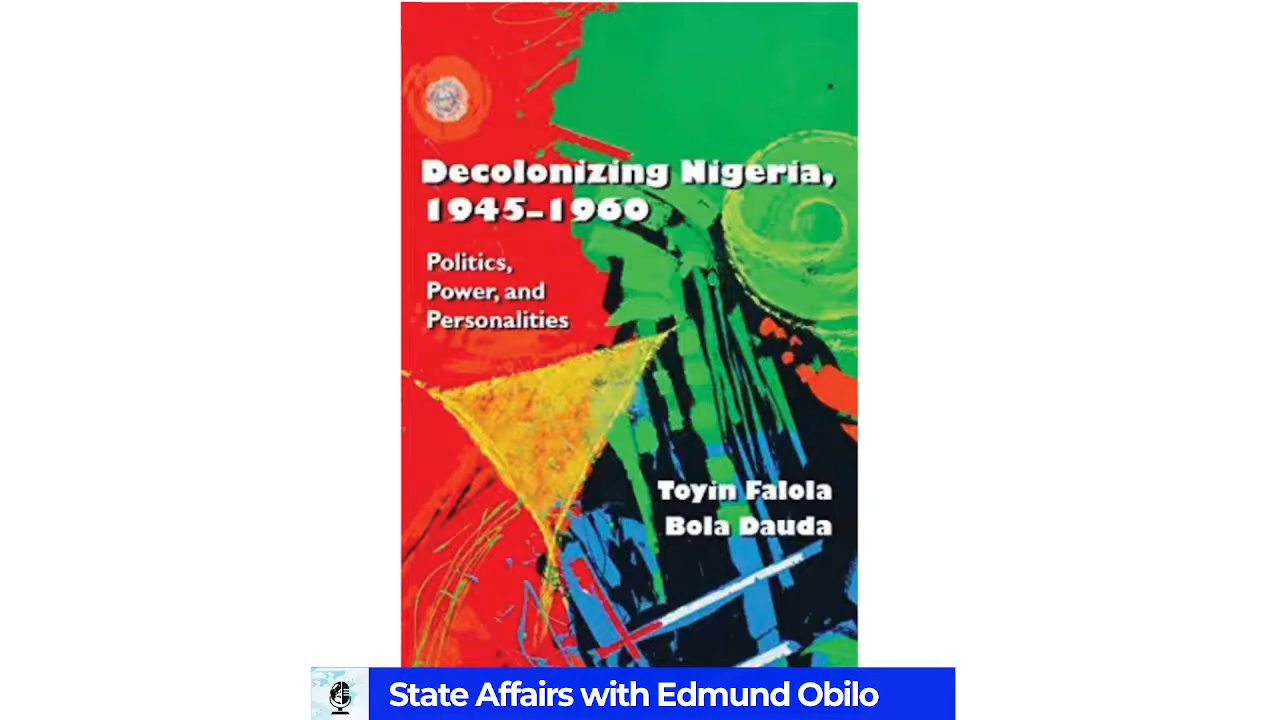 Decolonizing Nigeria,
1945–1960
Politics,
Power, and
Personalities
Toyin Falola
Bola Dauda
State Affairs with Edmund Obilo